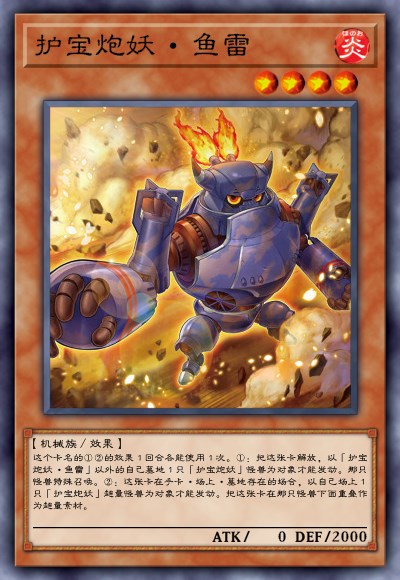 护宝炮妖·鱼雷
ほのお
炎
【机械族/效果】
这个卡名的①②的效果1回合各能使用1次。①：把这张卡解放，以「护宝
炮妖·鱼雷」以外的自己墓地1只「护宝炮妖」怪兽为对象才能发动。那只
怪兽特殊召唤。②：这张卡在手卡·场上·墓地存在的场合，以自己场上1
只「护宝炮妖」超量怪兽为对象才能发动。把这张卡在那只怪兽下面重叠作
为超量素材。
ATK/ 0 DEF/2000